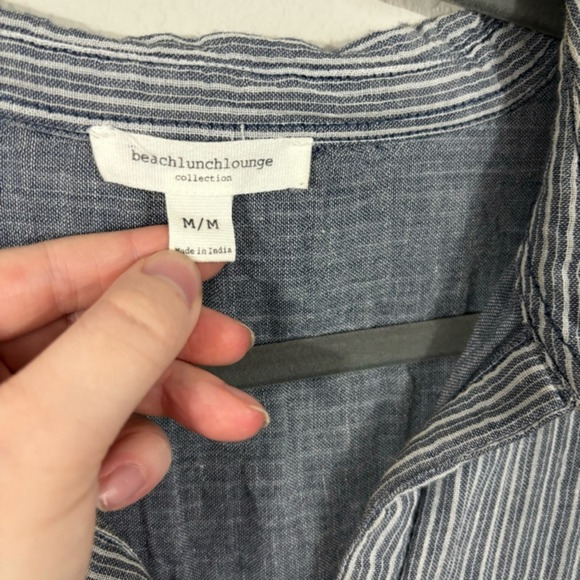 beachlunchlounge
collection
M/M
Made in India